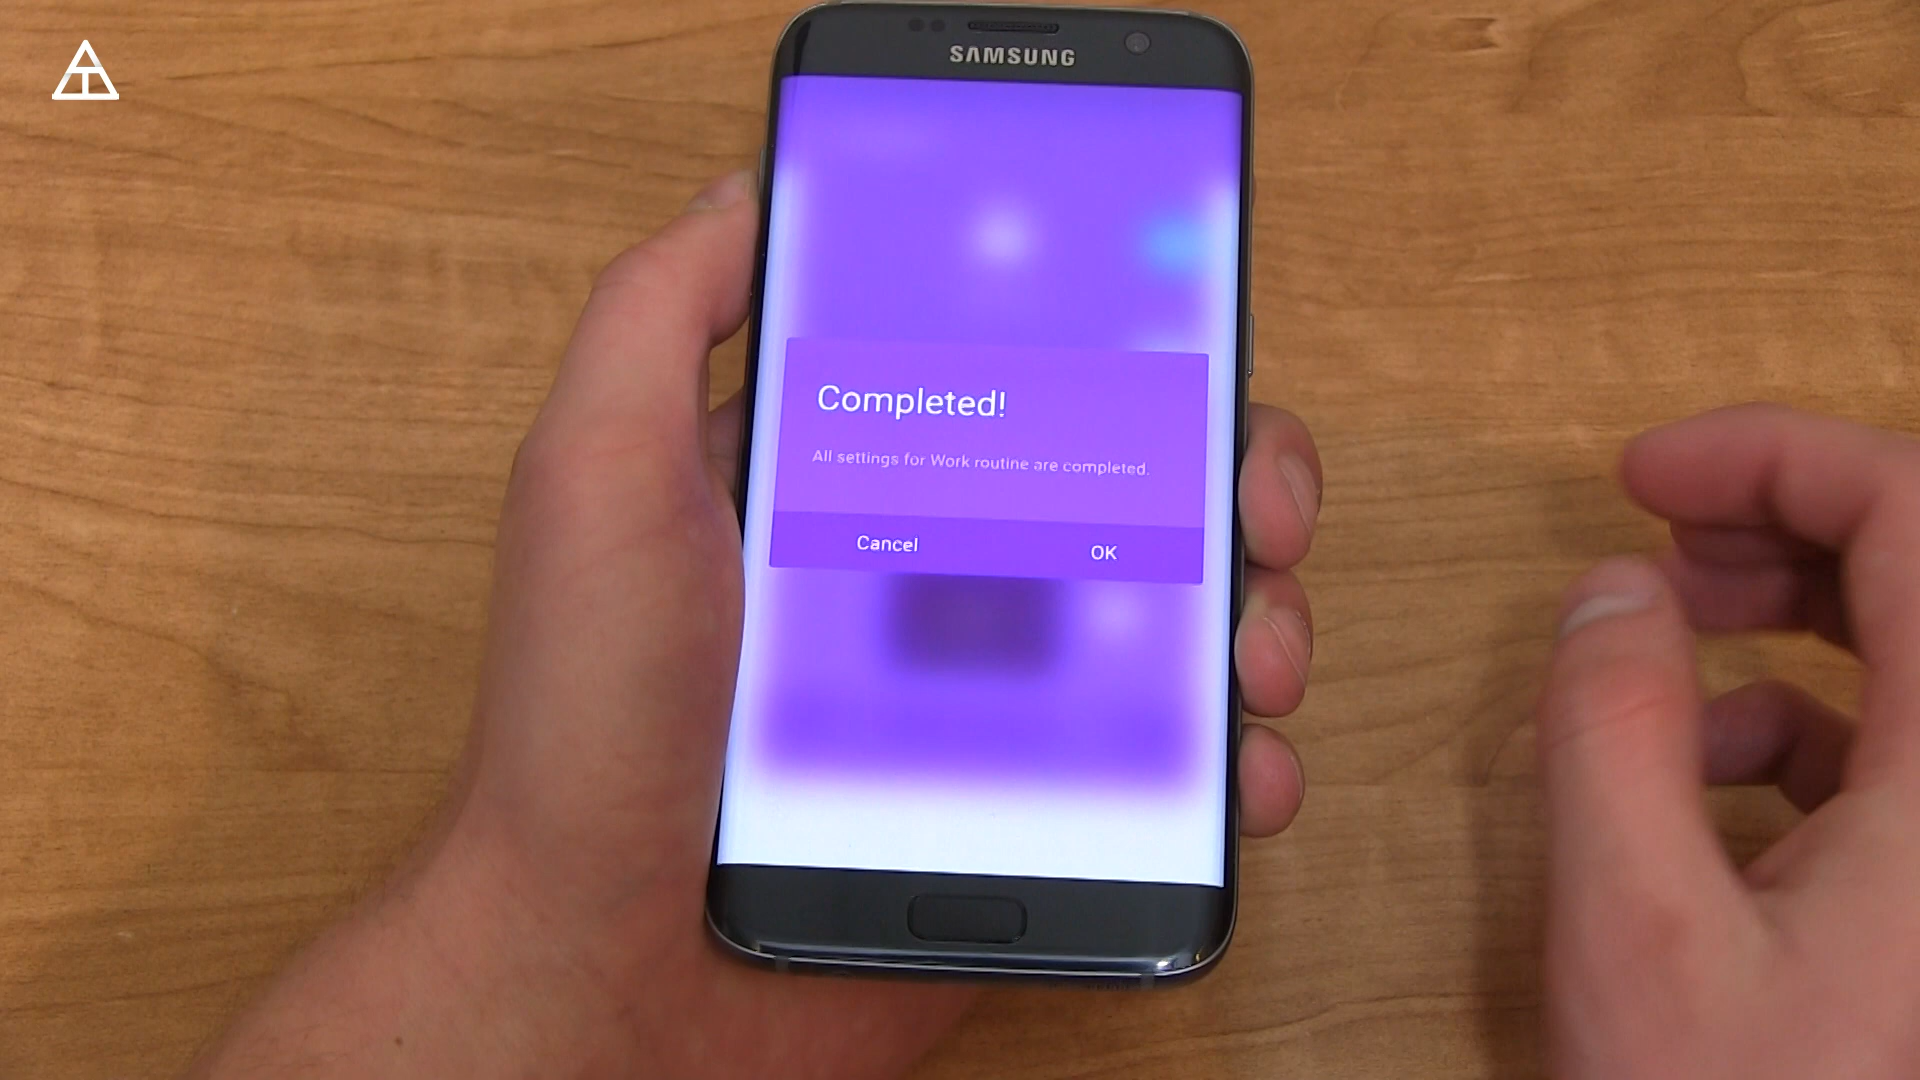 SAMSUNG
Completed!
All settings for Work routine are completed.
Cancel
OK